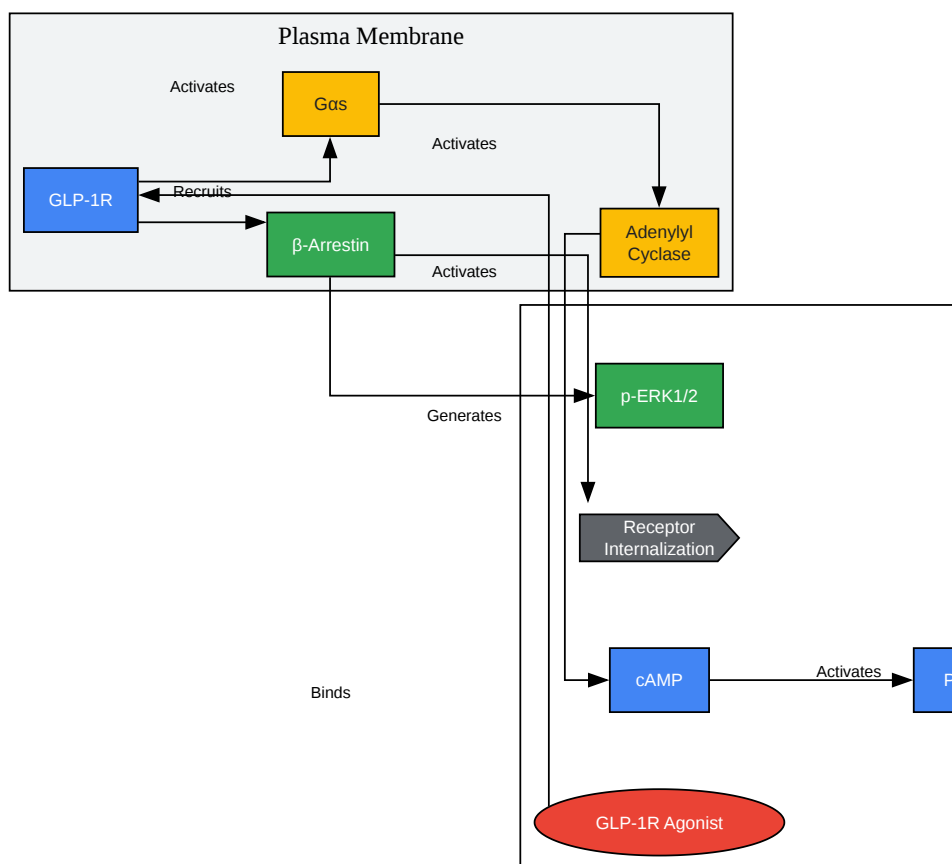 Plasma Membrane
Activates
Gαs
Activates
GLP-1R
Recruits
β-Arrestin
Adenylyl
Cyclase
Activates
p-ERK1/2
Generates
Receptor
Internalization
cAMP
Activates
P
Binds
GLP-1R Agonist